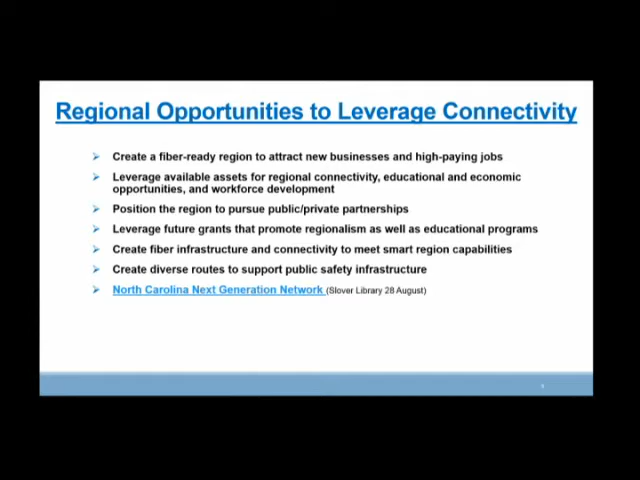 Regional Opportunities to Leverage Connectivity
Create a fiber-ready region to attract new businesses and high-paying jobs
Leverage available assets for regional connectivity, educational and economic
opportunities, and workforce development
Position the region to pursue public/private partnerships
Leverage future grants that promote regionalism as well as educational programs
Create fiber infrastructure and connectivity to meet smart region capabilities
Create diverse routes to support public safety infrastructure
North Carolina Next Generation Network (Slover Library 28 August)